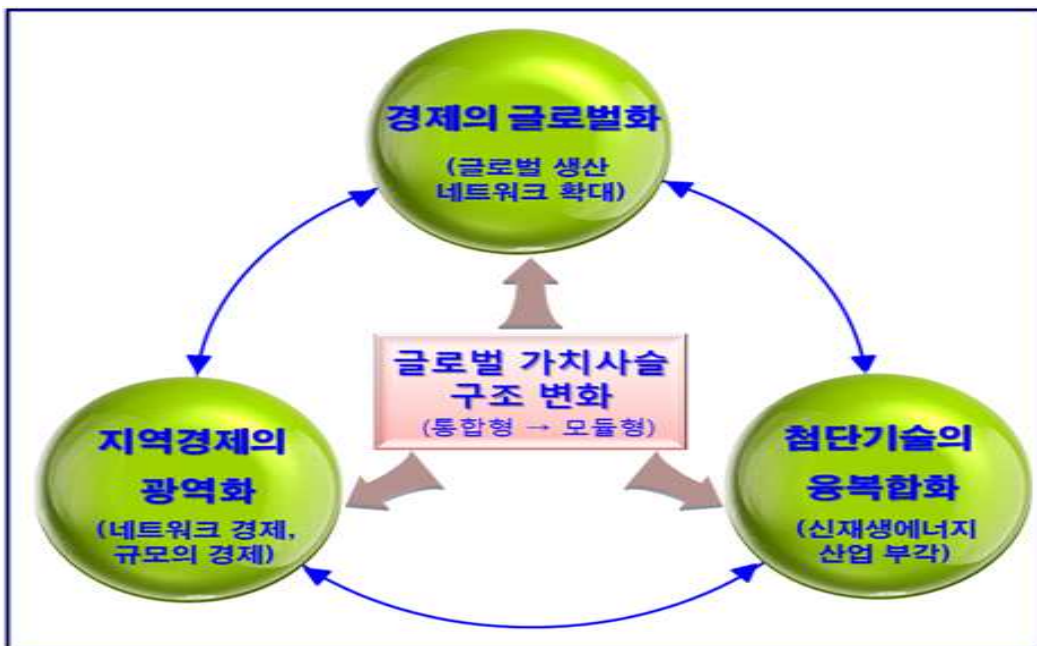 경제의 글로벌화
(글로벌 생산
네트워크 확대)
글로벌 가치사슬
구조 변화
(통합형 → 모듈형)
지역경제의
광역화
(네트워크 경제,
규모의 경제)
첨단기술의
융복합화
(신재생에너지
산업 부각)